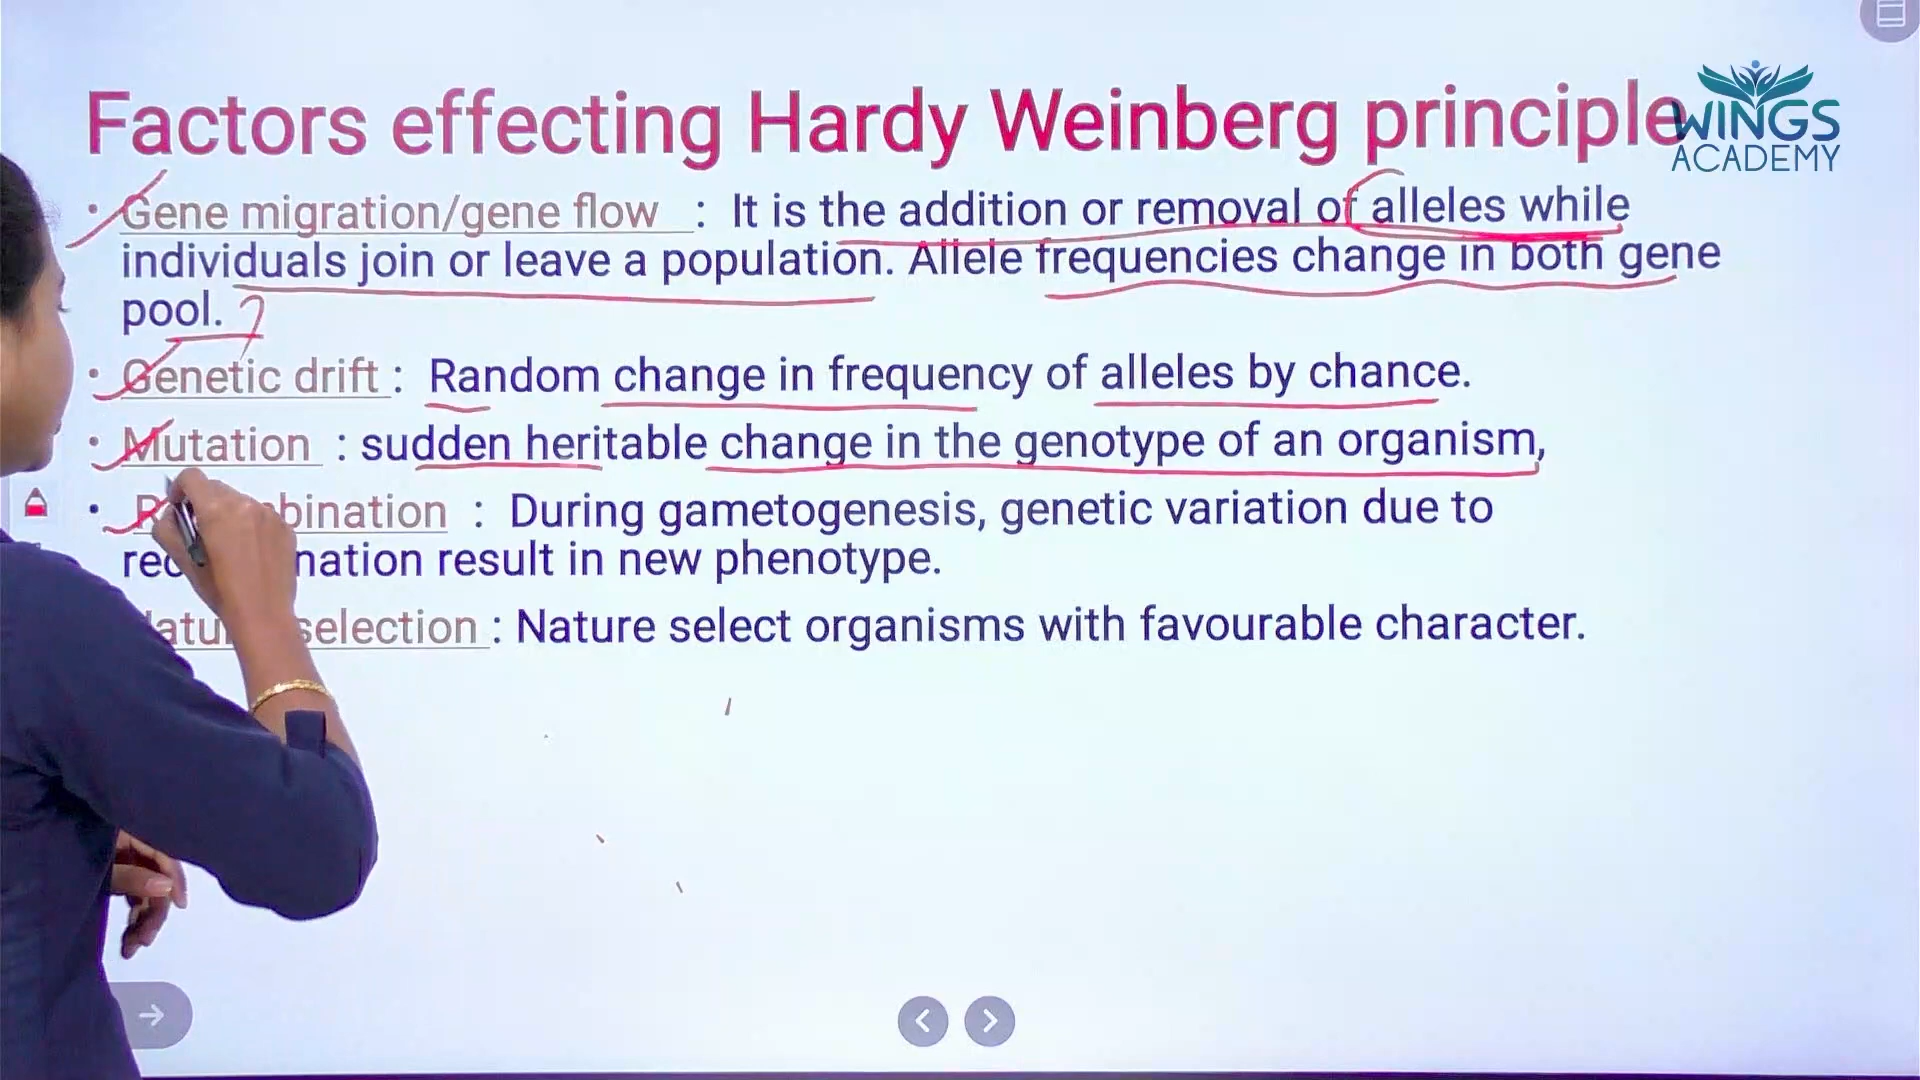 Factors effecting Hardy Weinberg principle
WINGS
ACADEMY
• Gene migration/gene flow : It is the addition or removal of alleles while
individuals join or leave a population. Allele frequencies change in both gene
pool.
• Genetic drift : Random change in frequency of alleles by chance.
• Mutation : sudden heritable change in the genotype of an organism,
• : During gametogenesis, genetic variation due to
result in new phenotype.
selection : Nature select organisms with favourable character.